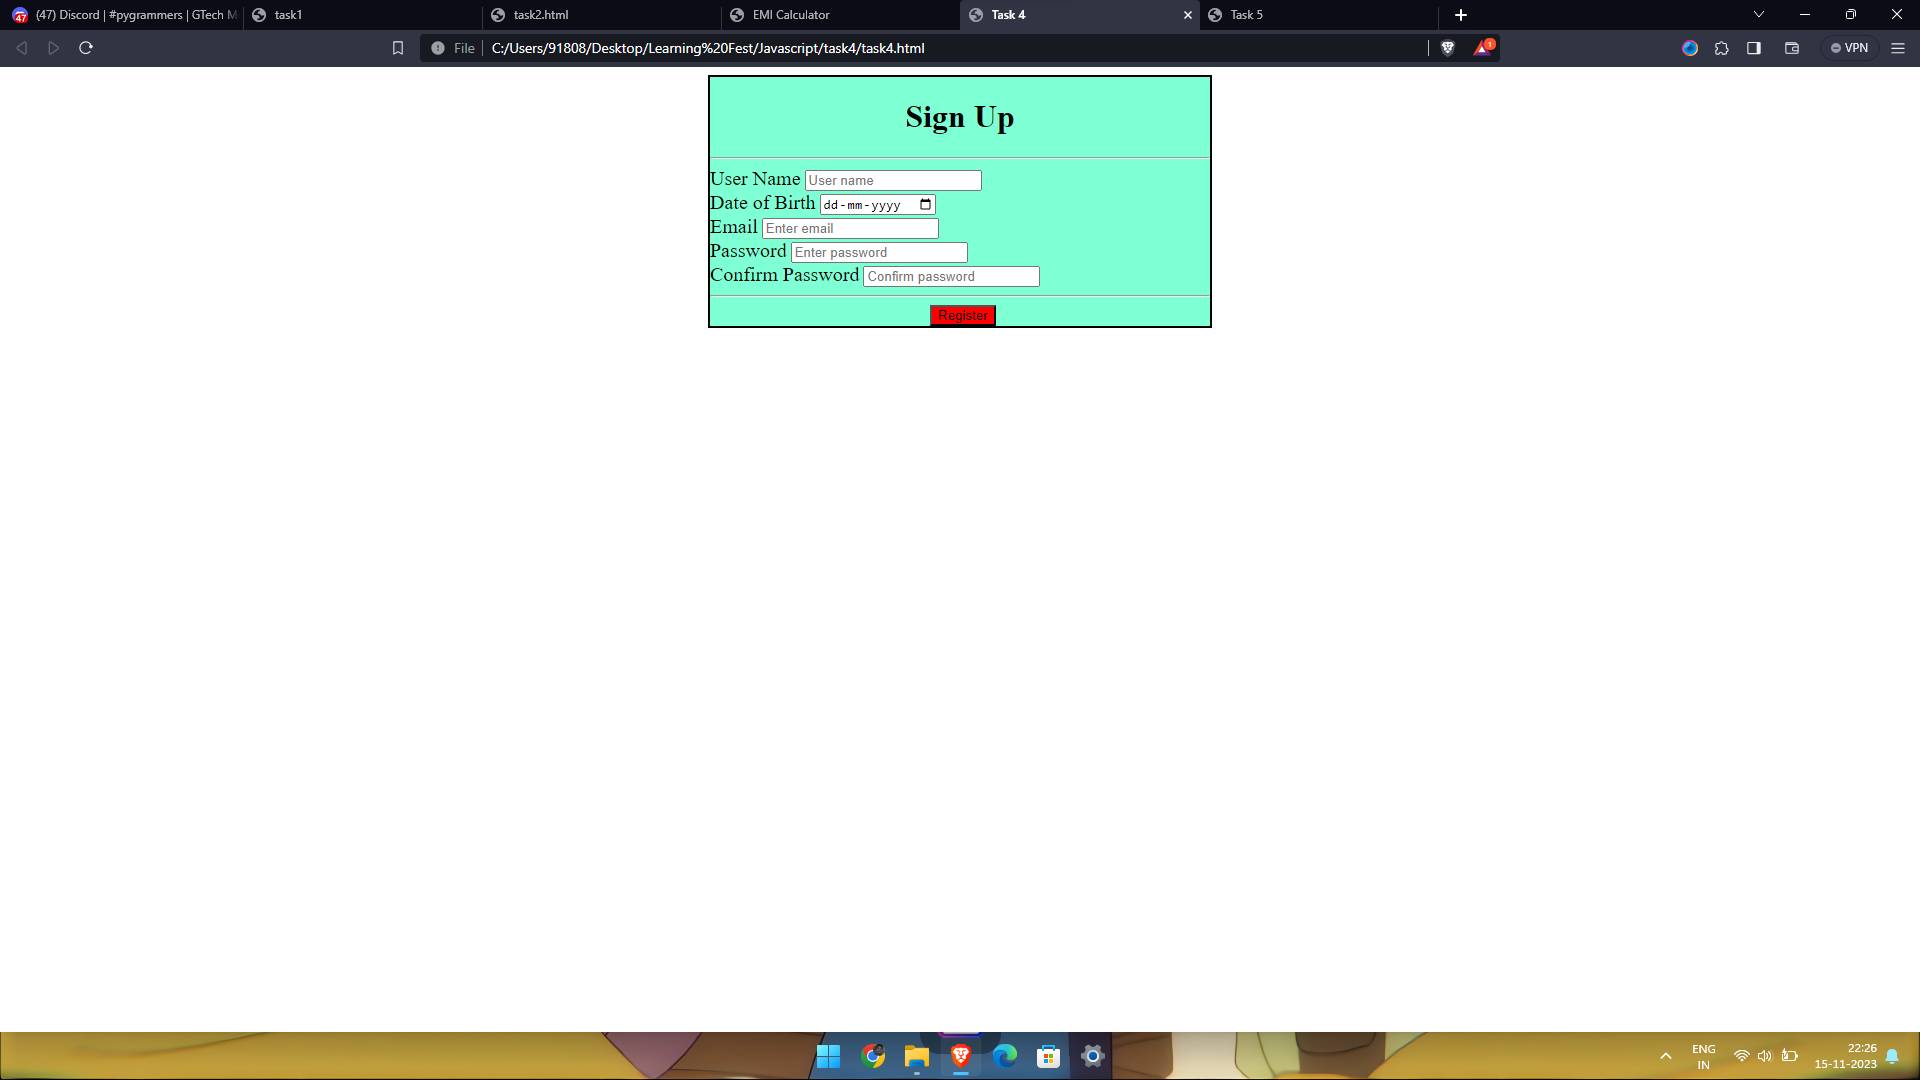 47 (47) Discord | #pygrammers | GTech M
task1
task2.html
EMI Calculator
Task 4
Task 5
File C:/Users/91808/Desktop/Learning%20Fest/Javascript/task4/task4.html
1
VPN
Sign Up
User Name User name
Date of Birth dd-mm-yyyy
Email Enter email
Password Enter password
Confirm Password Confirm password
Register
ENG
IN
22:26
15-11-2023